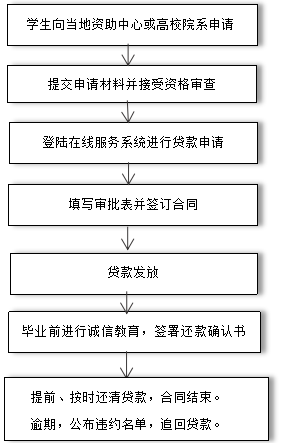 学生向当地资助中心或高校院系申请
提交申请材料并接受资格审查
登陆在线服务系统进行贷款申请
填写审批表并签订合同
贷款发放
毕业前进行诚信教育，签署还款确认书
提前、按时还清贷款，合同结束。
逾期，公布违约名单，追回贷款。